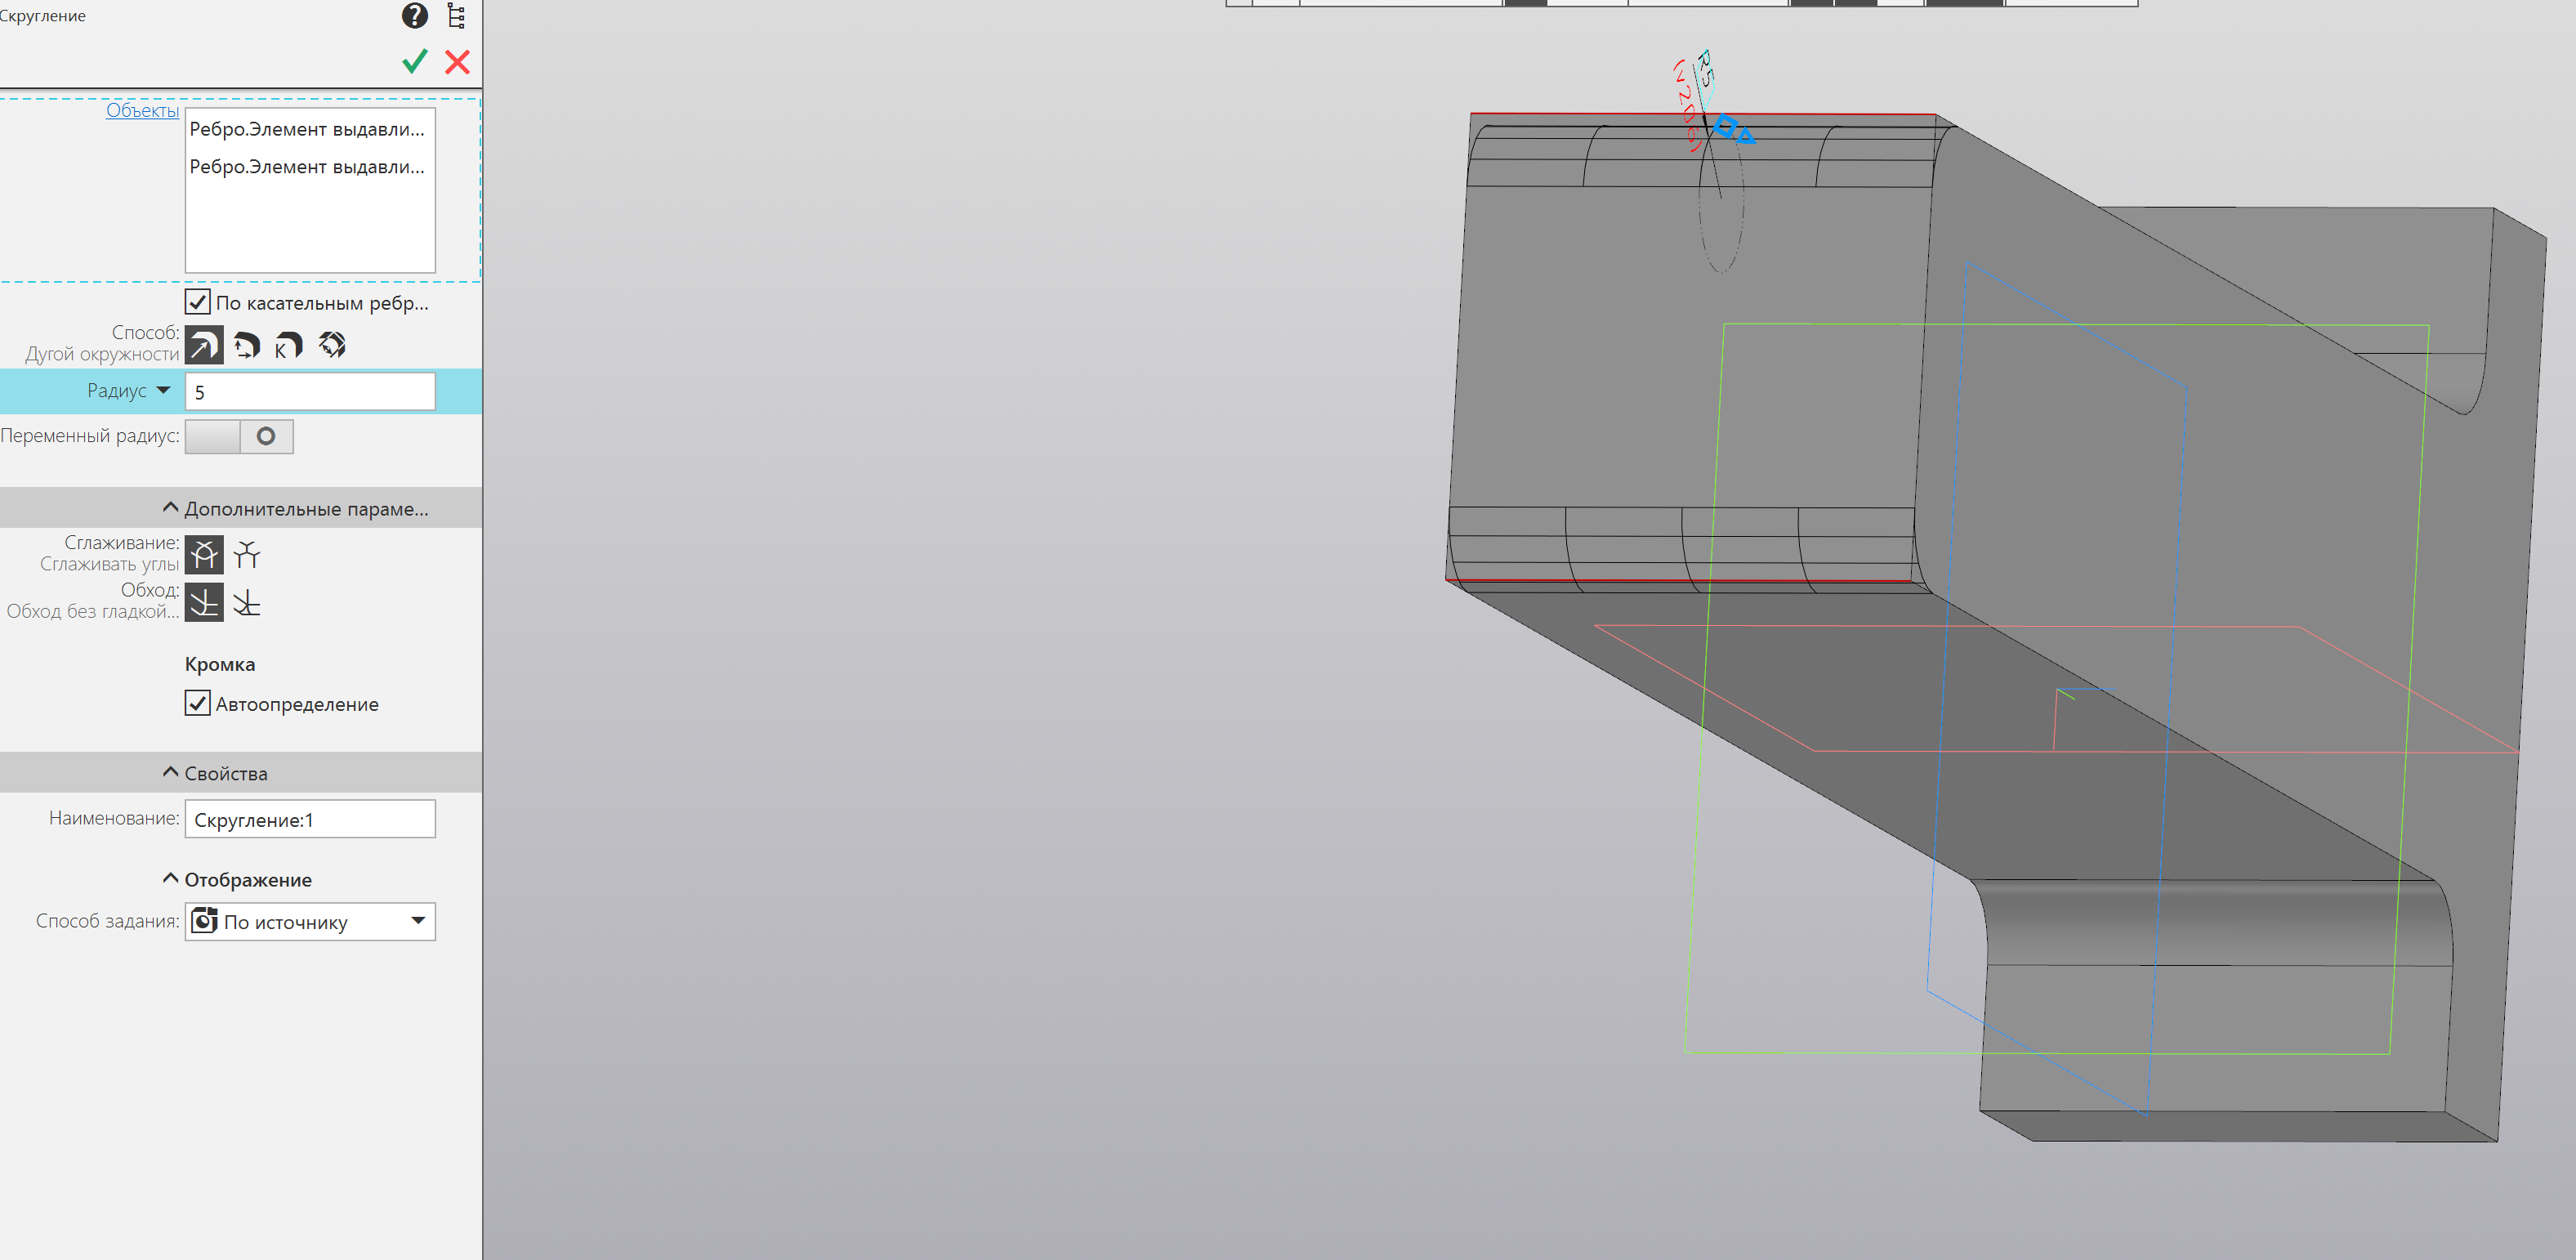 Скругление
Объекты
Ребро.Элемент выдавли...
Ребро.Элемент выдавли...
По касательным ребр...
Способ:
Дугой окружности
Радиус
5
Переменный радиус:
Дополнительные параме...
Сглаживание:
Сглаживать углы
Обход:
Обход без гладкой...
Кромка
Автоопределение
Свойства
Наименование:
Скругление:1
Отображение
Способ задания:
По источнику
R5